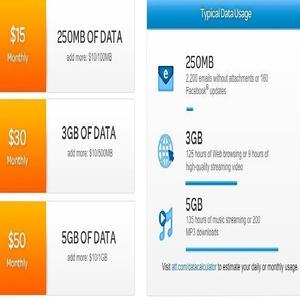 $15
Monthly
250MB OF DATA
add more: $10/100MB
$30
Monthly
3GB OF DATA
add more: $10/500MB
$50
Monthly
5GB OF DATA
add more: $10/1GB
Typical Data Usage
250MB
2,200 emails without attachments or 160
Facebook® updates
3GB
125 hours of Web browsing or 9 hours of
high-quality streaming video
5GB
135 hours of music streaming or 200
MP3 downloads
Visit att.com/datacalculator to estimate your daily or monthly usage.